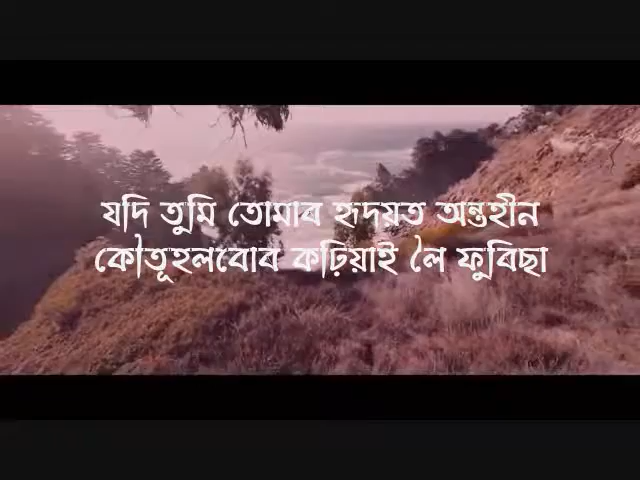 যদি তুমি তোমাৰ হৃদয়ত অন্তহীন
কৌতূহলবোৰ কঢ়িয়াই লৈ ফুৰিছা